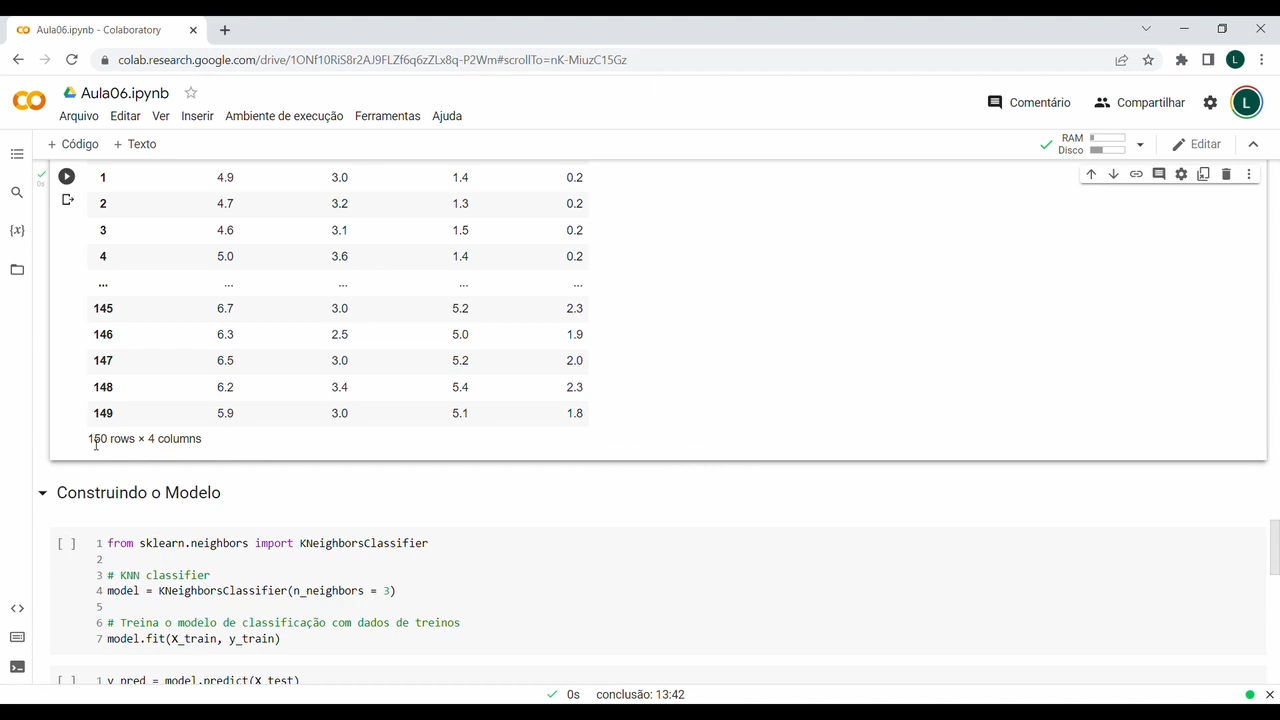 Aula06.ipynb - Colaboratory
colab.research.google.com/drive/1ONf10RiS8r2AJ9FLZf6q6zZLx8q-P2Wm#scrollTo=nK-MiuzC15Gz
L
Aula06.ipynb
Comentário
Compartilhar
L
Arquivo Editar Ver Inserir Ambiente de execução Ferramentas Ajuda
+ Código + Texto
RAM
Disco
Editar
0s
1 4.9 3.0 1.4 0.2
2 4.7 3.2 1.3 0.2
3 4.6 3.1 1.5 0.2
4 5.0 3.6 1.4 0.2
... ... ... ... ...
145 6.7 3.0 5.2 2.3
146 6.3 2.5 5.0 1.9
147 6.5 3.0 5.2 2.0
148 6.2 3.4 5.4 2.3
149 5.9 3.0 5.1 1.8
150 rows × 4 columns
Construindo o Modelo
[ ] 1 from sklearn.neighbors import KNeighborsClassifier
2
3 # KNN classifier
4 model = KNeighborsClassifier(n_neighbors = 3)
5
6 # Treina o modelo de classificação com dados de treinos
7 model.fit(X_train, y_train)
[ ] 1 y_pred = model.predict(X_test)
0s conclusão: 13:42